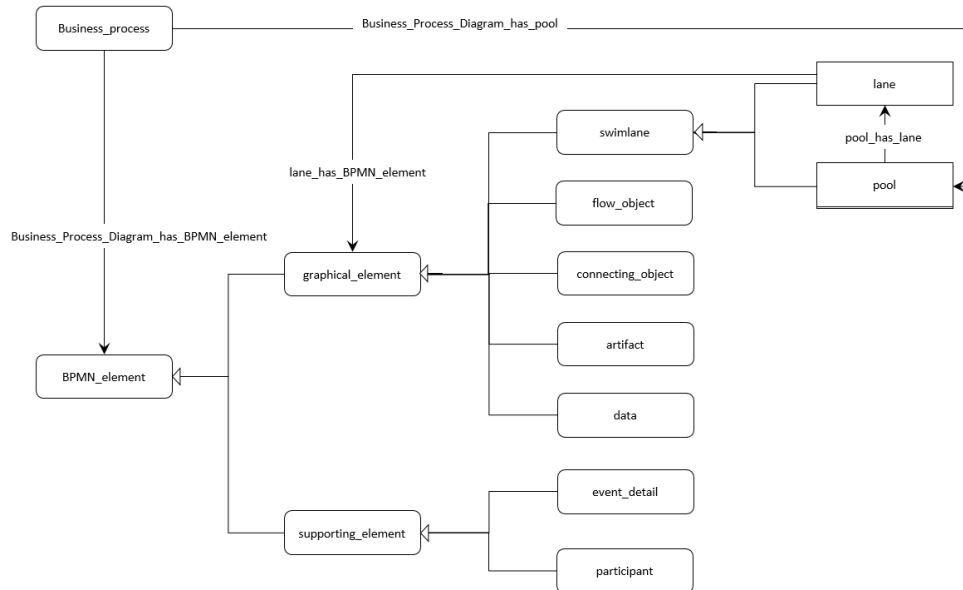 Business_process
Business_Process_Diagram_has_pool
lane
swimlane
pool_has_lane
lane_has_BPMN_element
pool
flow_object
Business_Process_Diagram_has_BPMN_element
graphical_element
connecting_object
artifact
BPMN_element
data
event_detail
supporting_element
participant